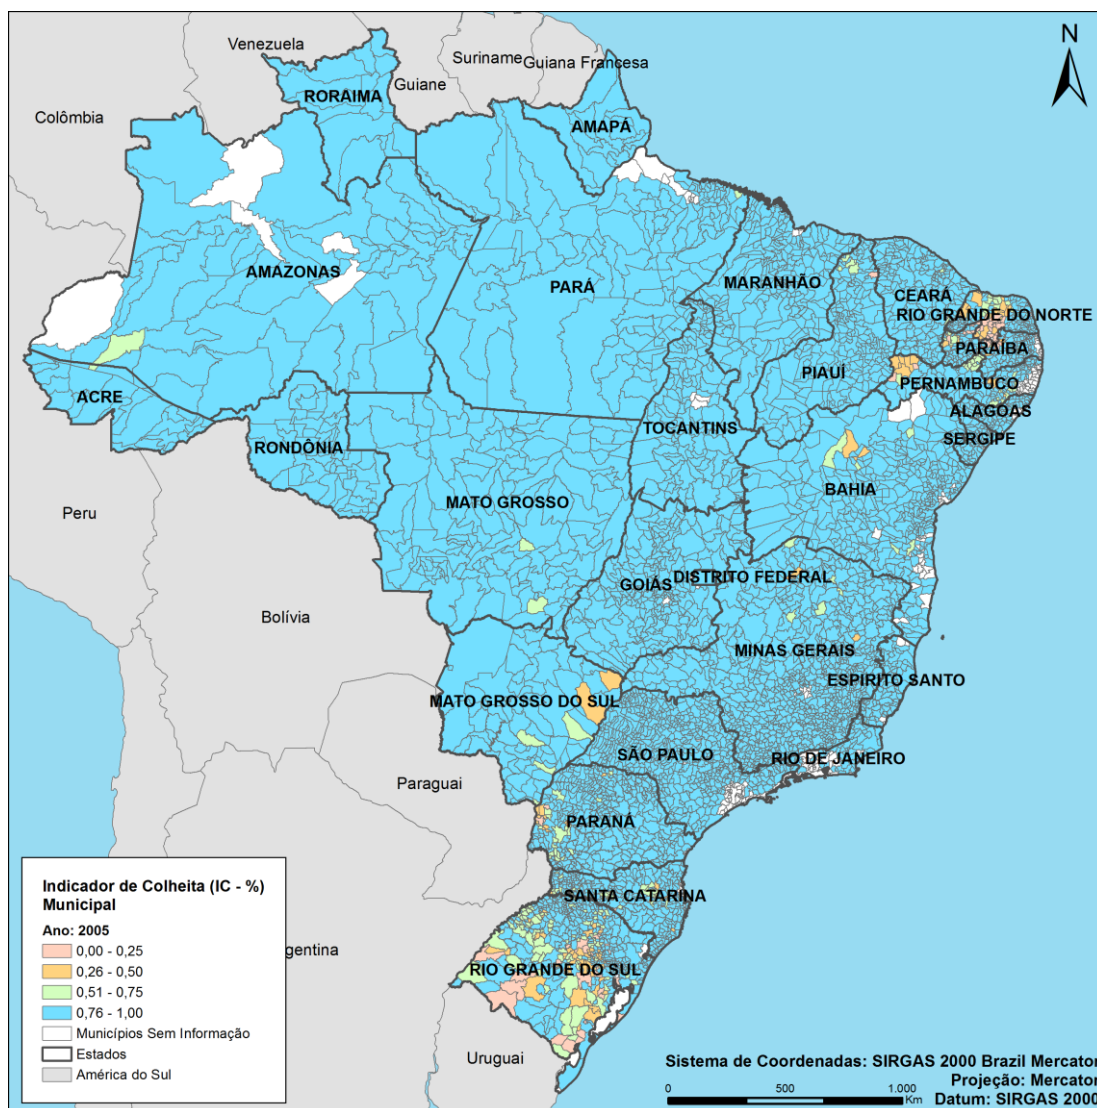 N
Venezuela
Suriname
Guiana Francesa
Guiane
Colômbia
RORAIMA
AMAPÁ
AMAZONAS
PARÁ
MARANHÃO
CEARÁ
RIO GRANDE DO NORTE
PARAÍBA
PIAUÍ
PERNAMBUCO
ACRE
ALAGOAS
TOCANTINS
SERGIPE
RONDÔNIA
BAHIA
MATO GROSSO
Peru
GOIÁS
DISTRITO FEDERAL
Bolívia
MINAS GERAIS
ESPIRITO SANTO
MATO GROSSO DO SUL
SÃO PAULO
RIO DE JANEIRO
Paraguai
PARANÁ
SANTA CATARINA
gentina
RIO GRANDE DO SUL
Uruguai
Indicador de Colheita (IC - %)
Municipal
Ano: 2005
0,00 - 0,25
0,26 - 0,50
0,51 - 0,75
0,76 - 1,00
Municípios Sem Informação
Estados
América do Sul
Sistema de Coordenadas: SIRGAS 2000 Brazil Mercator
Projeção: Mercator
Datum: SIRGAS 2000
0 500 1.000
Km